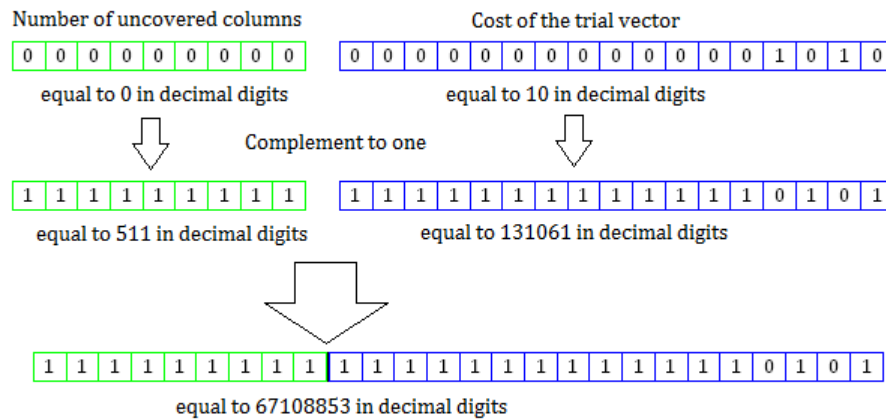 Number of uncovered columns
Cost of the trial vector
0 0 0 0 0 0 0 0 0
0 0 0 0 0 0 0 0 0 0 0 0 0 1 0 1 0
equal to 0 in decimal digits
equal to 10 in decimal digits
Complement to one
1 1 1 1 1 1 1 1 1
1 1 1 1 1 1 1 1 1 1 1 1 1 0 1 0 1
equal to 511 in decimal digits
equal to 131061 in decimal digits
1 1 1 1 1 1 1 1 1 1 1 1 1 1 1 1 1 1 1 1 1 1 0 1 0 1
equal to 67108853 in decimal digits